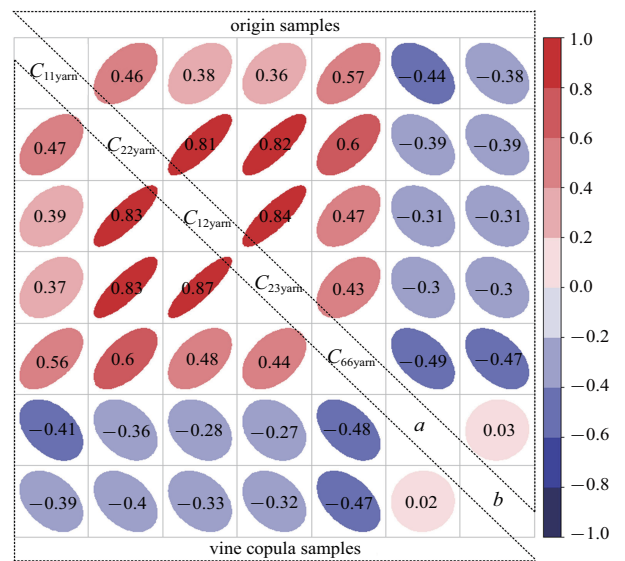 origin samples
C11yarn 0.46 0.38 0.36 0.57 −0.44 −0.38
0.47 C22yarn 0.81 0.82 0.6 −0.39 −0.39
0.39 0.83 C12yarn 0.84 0.47 −0.31 −0.31
0.37 0.83 0.87 C23yarn 0.43 −0.3 −0.3
0.56 0.6 0.48 0.44 C66yarn −0.49 −0.47
−0.41 −0.36 −0.28 −0.27 −0.48 a 0.03
−0.39 −0.4 −0.33 −0.32 −0.47 0.02 b
vine copula samples
1.0
0.8
0.6
0.4
0.2
0.0
−0.2
−0.4
−0.6
−0.8
−1.0